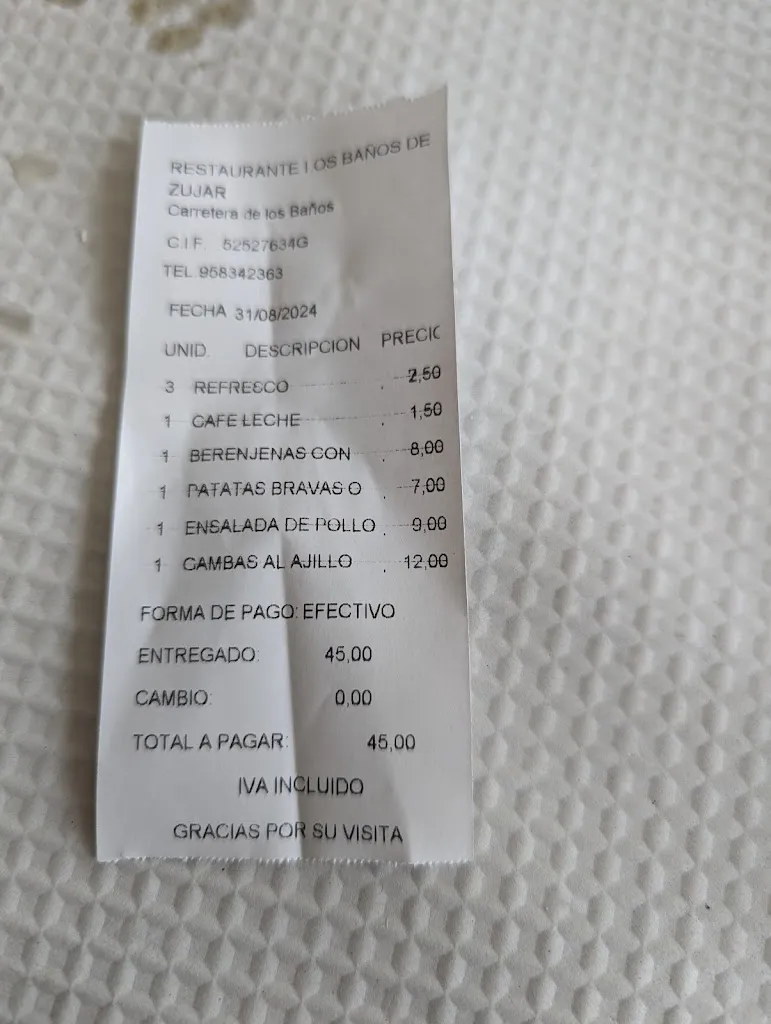 RESTAURANTE LOS BAÑOS DE
ZUJAR
Carretera de los Baños
C.I.F. 52527634G
TEL 958342363
FECHA 31/08/2024
UNID. DESCRIPCION PRECIO
3 REFRESCO 2,50
1 CAFE LECHE 1,50
1 BERENJENAS CON 8,00
1 PATATAS BRAVAS O 7,00
1 ENSALADA DE POLLO 9,00
1 GAMBAS AL AJILLO 12,00
FORMA DE PAGO: EFECTIVO
ENTREGADO: 45,00
CAMBIO: 0,00
TOTAL A PAGAR: 45,00
IVA INCLUIDO
GRACIAS POR SU VISITA